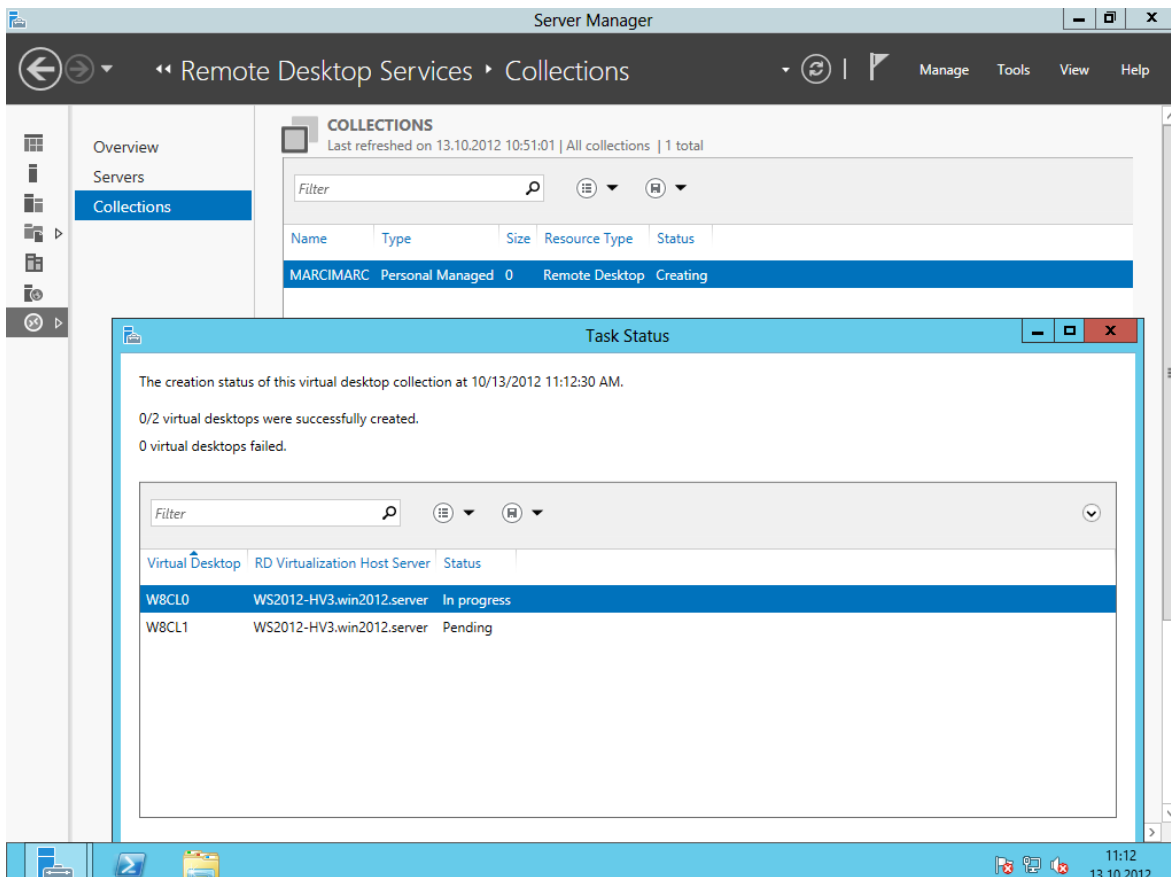 Server Manager
Remote Desktop Services Collections
Manage Tools View Help
Overview
Servers
Collections
COLLECTIONS
Last refreshed on 13.10.2012 10:51:01 | All collections | 1 total
Filter
Name Type Size Resource Type Status
MARCIMARC Personal Managed 0 Remote Desktop Creating
Task Status
The creation status of this virtual desktop collection at 10/13/2012 11:12:30 AM.
0/2 virtual desktops were successfully created.
0 virtual desktops failed.
Filter
Virtual Desktop RD Virtualization Host Server Status
W8CL0 WS2012-HV3.win2012.server In progress
W8CL1 WS2012-HV3.win2012.server Pending
11:12
13.10.2012